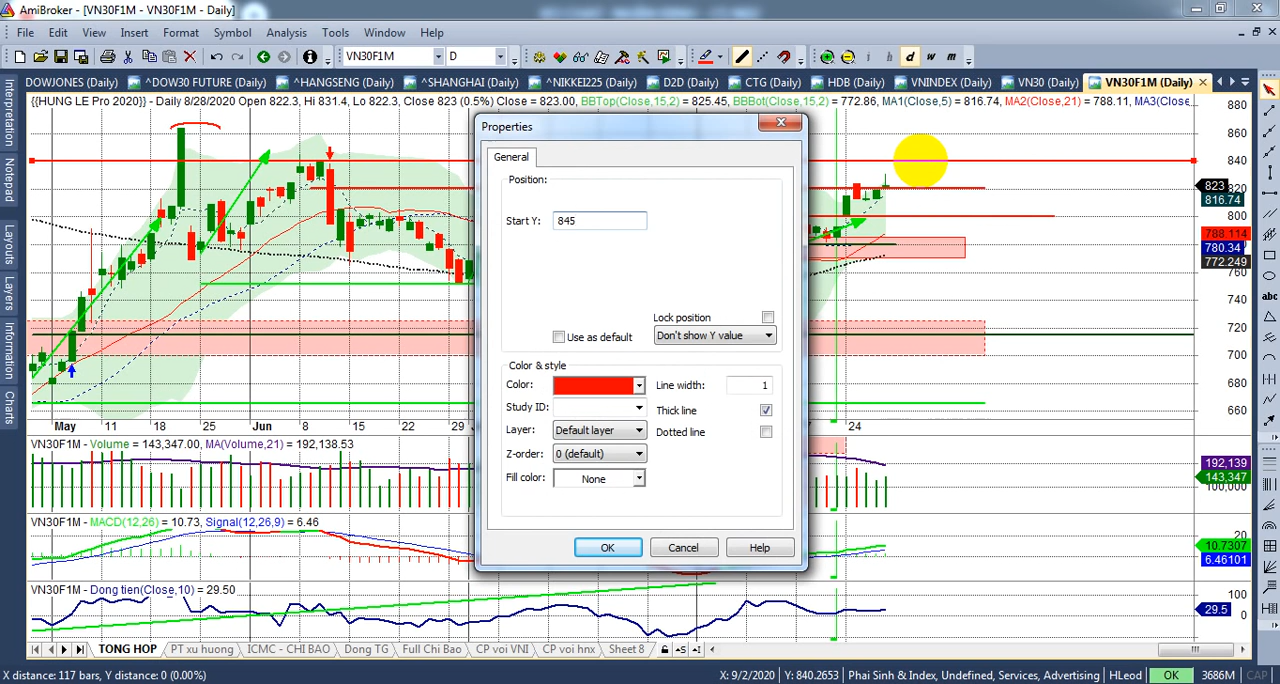 AmiBroker - [VN30F1M - VN30F1M - Daily]
File Edit View Insert Format Symbol Analysis Tools Window Help
VN30F1M D h d w m
DOWJONES (Daily) ^DOW30 FUTURE (Daily) ^HANGSENG (Daily) ^SHANGHAI (Daily) ^NIKKEI225 (Daily) D2D (Daily) CTG (Daily) HDB (Daily) VNINDEX (Daily) VN30 (Daily) VN30F1M (Daily)
{{HUNG LE Pro 2020}} - Daily 8/28/2020 Open 822.3, Hi 831.4, Lo 822.3, Close 823 (0.5%) Close = 823.00, BBTop(Close,15,2) = 825.45, BBBot(Close,15,2) = 772.86, MA1(Close,5) = 816.74, MA2(Close,21) = 788.11, MA3(Close,
Interpretation
Notepad
Layouts
Layers
Information
Charts
Properties
General
Position:
Start Y: 845
Lock position
Use as default Don't show Y value
Color & style
Color: Line width: 1
Study ID: Thick line
Layer: Default layer Dotted line
Z-order: 0 (default)
Fill color: None
OK Cancel Help
880
860
840
820
823
816.74
800
788.114
780.34
772.249
760
740
720
700
680
660
abc
May 11 18 25 Jun 8 15 22 29 24
VN30F1M - Volume = 143,347.00, MA(Volume,21) = 192,138.53
192,139
143,347
100,000
VN30F1M - MACD(12,26) = 10.73, Signal(12,26,9) = 6.46
20
10.7307
6.46101
VN30F1M - Dong tien(Close,10) = 29.50
100
29.5
0
TONG HOP PT xu huong ICMC - CHI BAO Dong TG Full Chi Bao CP voi VNI CP voi hnx Sheet 8
X distance: 117 bars, Y distance: 0 (0.00%) X: 9/2/2020 Y: 840.2653 Phai Sinh & Index, Undefined, Services, Advertising HLeod OK 3686M CAP